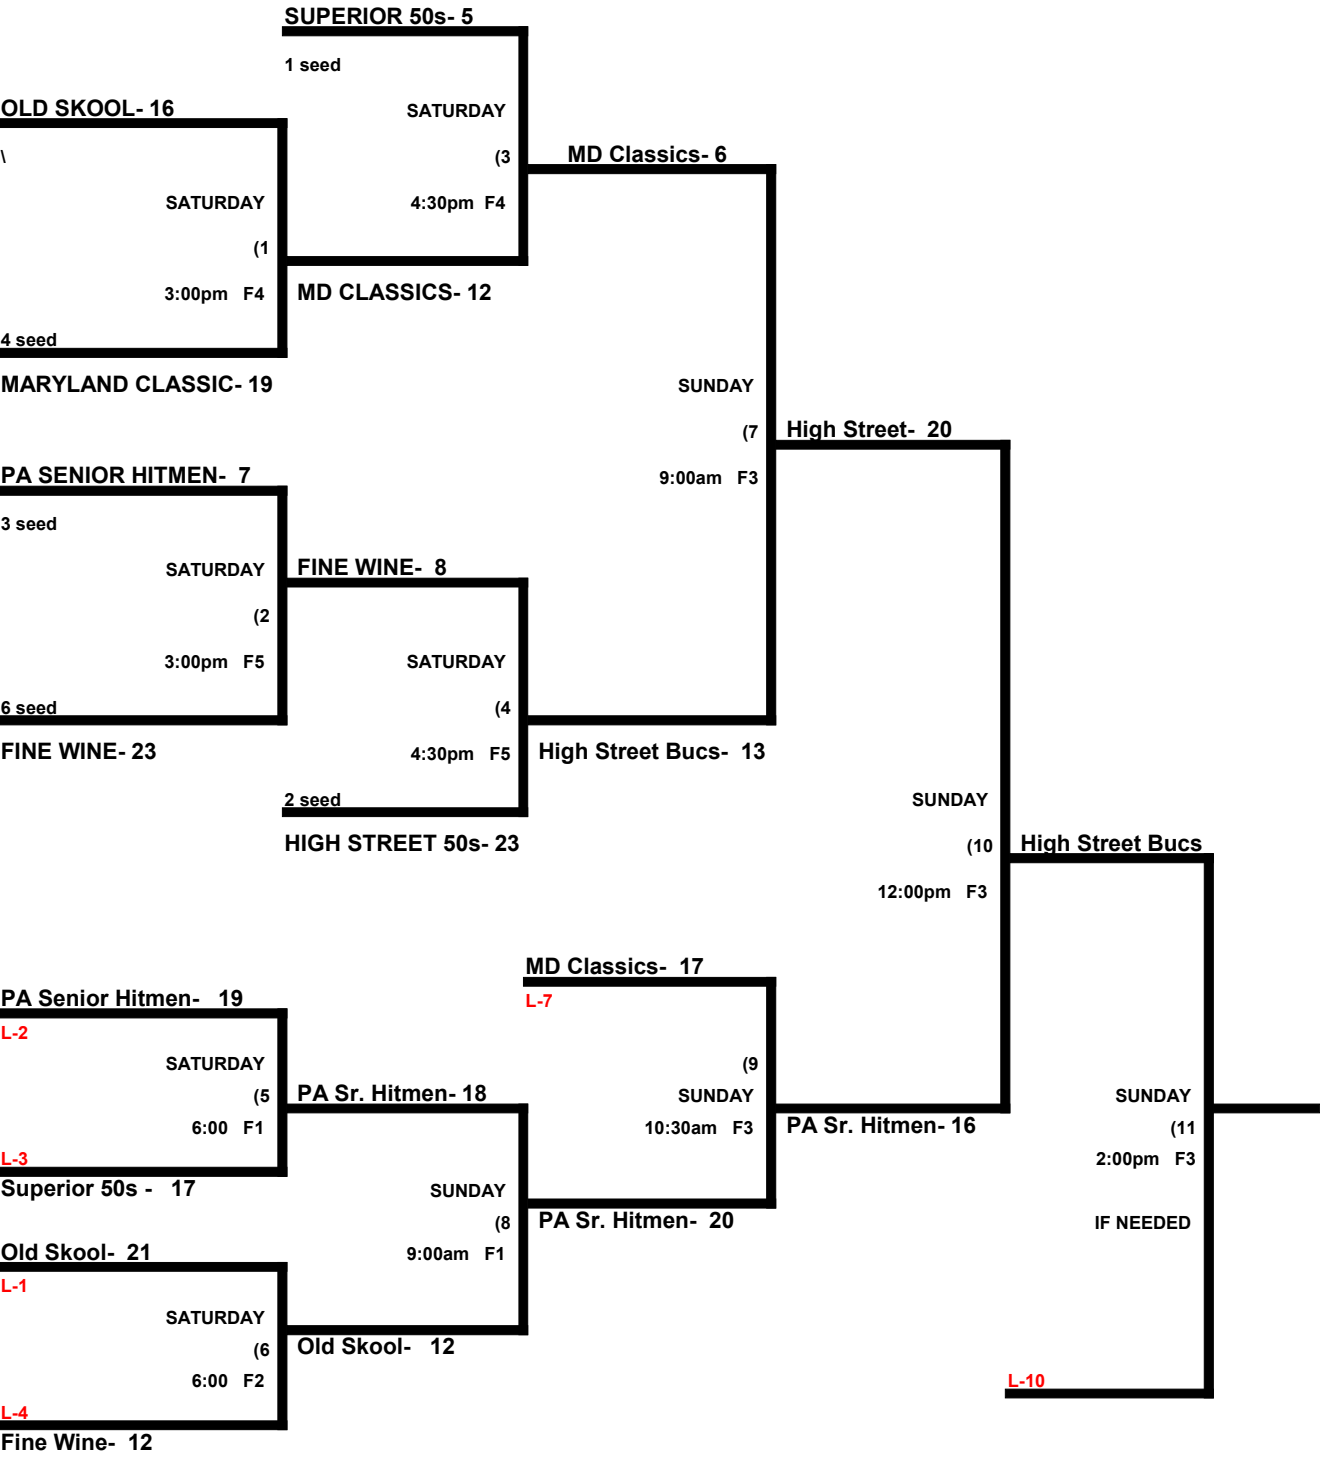 SUPERIOR 50s- 5
1 seed
OLD SKOOL- 16
SATURDAY
\
(3
MD Classics- 6
SATURDAY
4:30pm F4
(1
3:00pm F4
MD CLASSICS- 12
4 seed
MARYLAND CLASSIC- 19
SUNDAY
(7
High Street- 20
PA SENIOR HITMEN- 7
9:00am F3
3 seed
SATURDAY
FINE WINE- 8
(2
3:00pm F5
SATURDAY
6 seed
(4
FINE WINE- 23
4:30pm F5
High Street Bucs- 13
2 seed
SUNDAY
HIGH STREET 50s- 23
(10
High Street Bucs
12:00pm F3
MD Classics- 17
PA Senior Hitmen- 19
L-7
L-2
SATURDAY
(9
(5
PA Sr. Hitmen- 18
SUNDAY
SUNDAY
6:00 F1
10:30am F3
PA Sr. Hitmen- 16
(11
L-3
2:00pm F3
Superior 50s - 17
SUNDAY
(8
PA Sr. Hitmen- 20
IF NEEDED
Old Skool- 21
9:00am F1
L-1
SATURDAY
(6
Old Skool- 12
6:00 F2
L-10
L-4
Fine Wine- 12